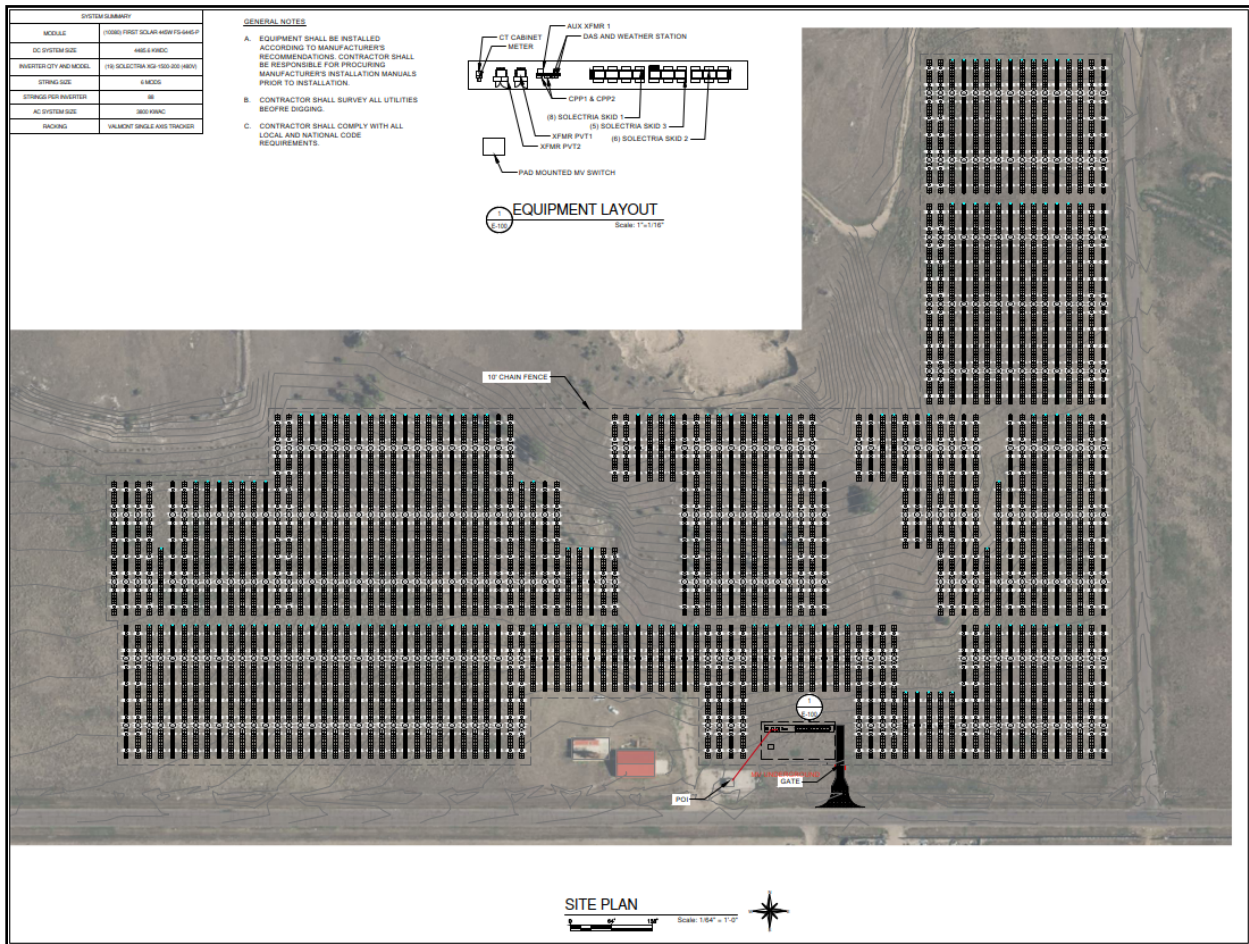 SYSTEM SUMMARY
MODULE (10080) FIRST SOLAR 445W FS-6445-P
DC SYSTEM SIZE 4485.6 KWDC
INVERTER QTY AND MODEL (19) SOLECTRIA XGI-1500-200 (480V)
STRING SIZE 6 MODS
STRINGS PER INVERTER 88
AC SYSTEM SIZE 3800 KWAC
RACKING VALMONT SINGLE AXIS TRACKER
GENERAL NOTES
A. EQUIPMENT SHALL BE INSTALLED
ACCORDING TO MANUFACTURER'S
RECOMMENDATIONS. CONTRACTOR SHALL
BE RESPONSIBLE FOR PROCURING
MANUFACTURER'S INSTALLATION MANUALS
PRIOR TO INSTALLATION.
B. CONTRACTOR SHALL SURVEY ALL UTILITIES
BEOFRE DIGGING.
C. CONTRACTOR SHALL COMPLY WITH ALL
LOCAL AND NATIONAL CODE
REQUIREMENTS.
AUX XFMR 1
CT CABINET
DAS AND WEATHER STATION
METER
CPP1 & CPP2
(8) SOLECTRIA SKID 1
(5) SOLECTRIA SKID 3
XFMR PVT1
(6) SOLECTRIA SKID 2
XFMR PVT2
PAD MOUNTED MV SWITCH
1
E-100
EQUIPMENT LAYOUT
Scale: 1"=1/16"
10' CHAIN FENCE
1
E-100
GATE
POI
SITE PLAN
0 64' 128'
Scale: 1/64" = 1'-0"